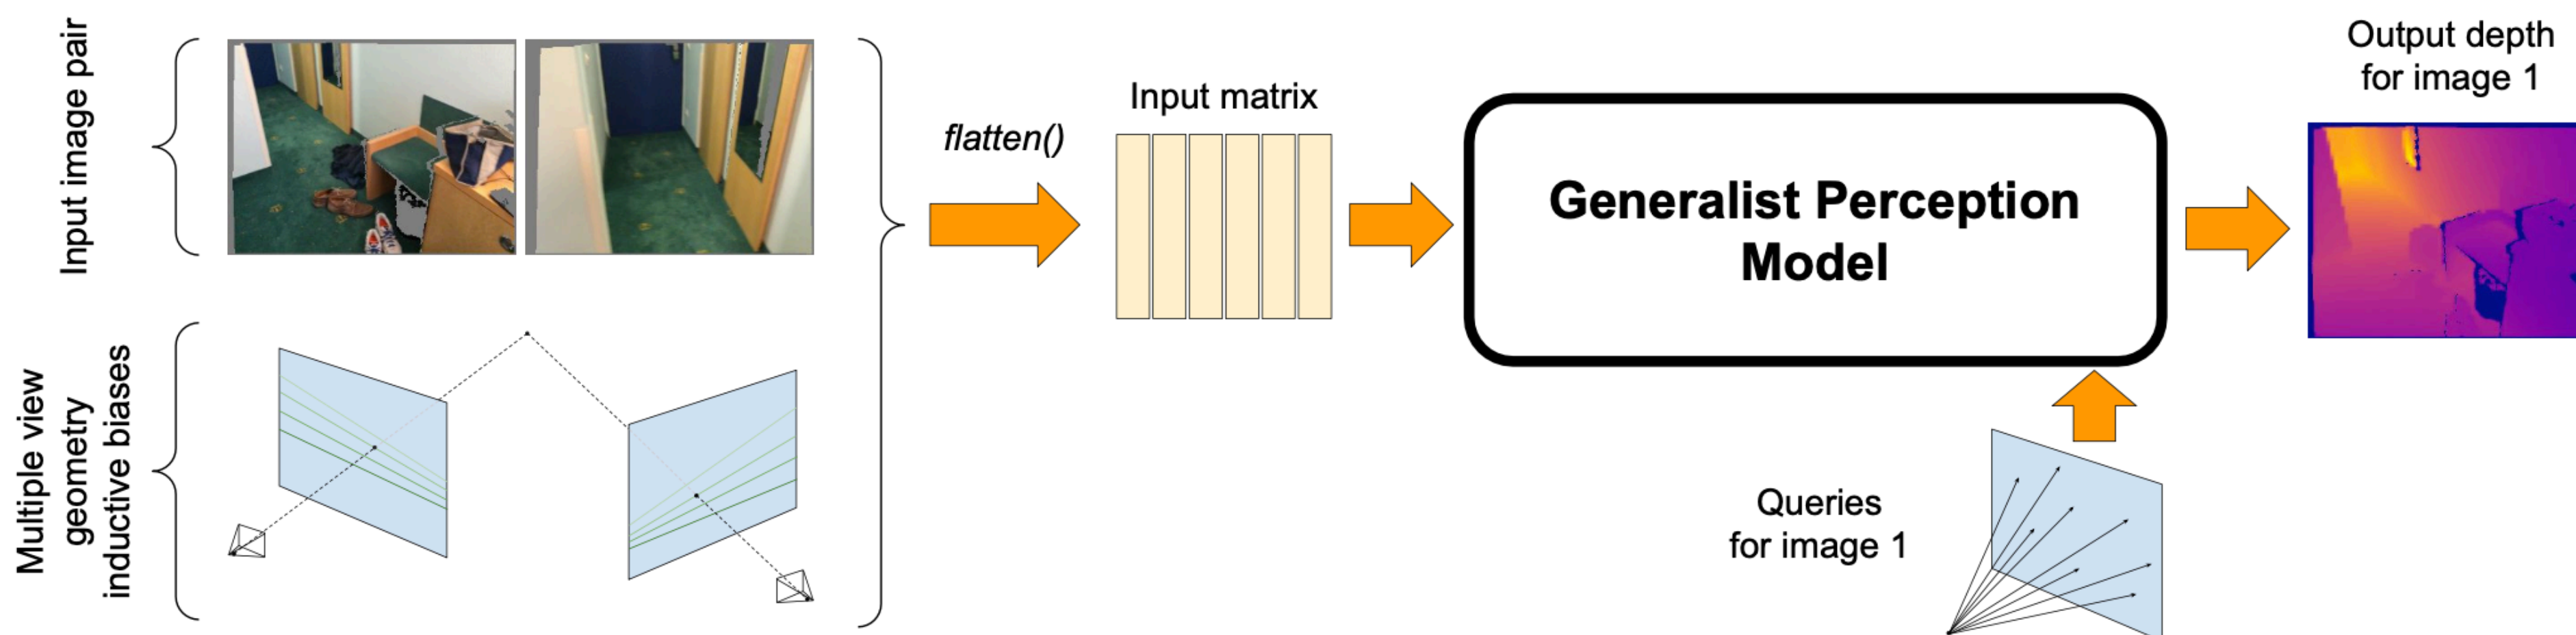 Input image pair
Multiple view
geometry
inductive biases
flatten()
Input matrix
Generalist Perception
Model
Queries
for image 1
Output depth
for image 1